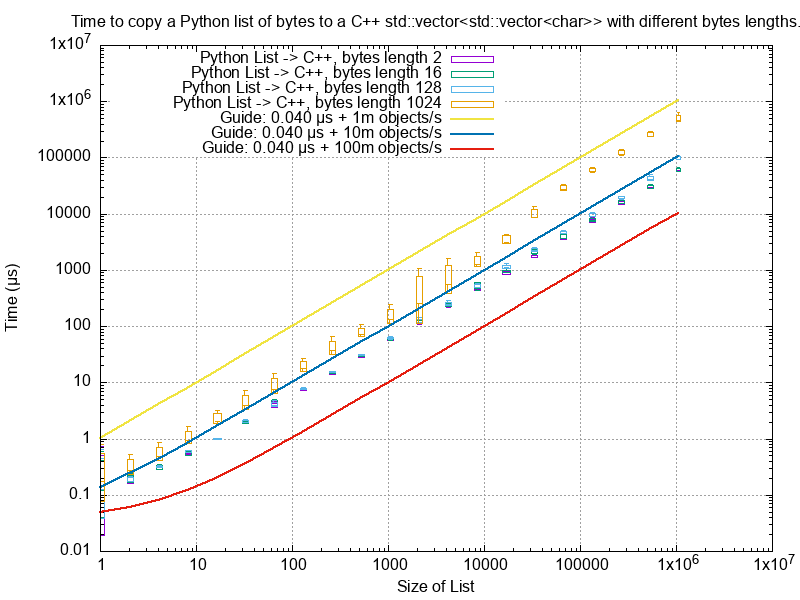 Time to copy a Python list of bytes to a C++ std::vector<std::vector<char>> with different bytes lengths.
1x10⁷
1x10⁶
100000
10000
1000
100
10
1
0.1
0.01
Time (µs)
Python List -> C++, bytes length 2
Python List -> C++, bytes length 16
Python List -> C++, bytes length 128
Python List -> C++, bytes length 1024
Guide: 0.040 µs + 1m objects/s
Guide: 0.040 µs + 10m objects/s
Guide: 0.040 µs + 100m objects/s
1 10 100 1000 10000 100000 1x10⁶ 1x10⁷
Size of List